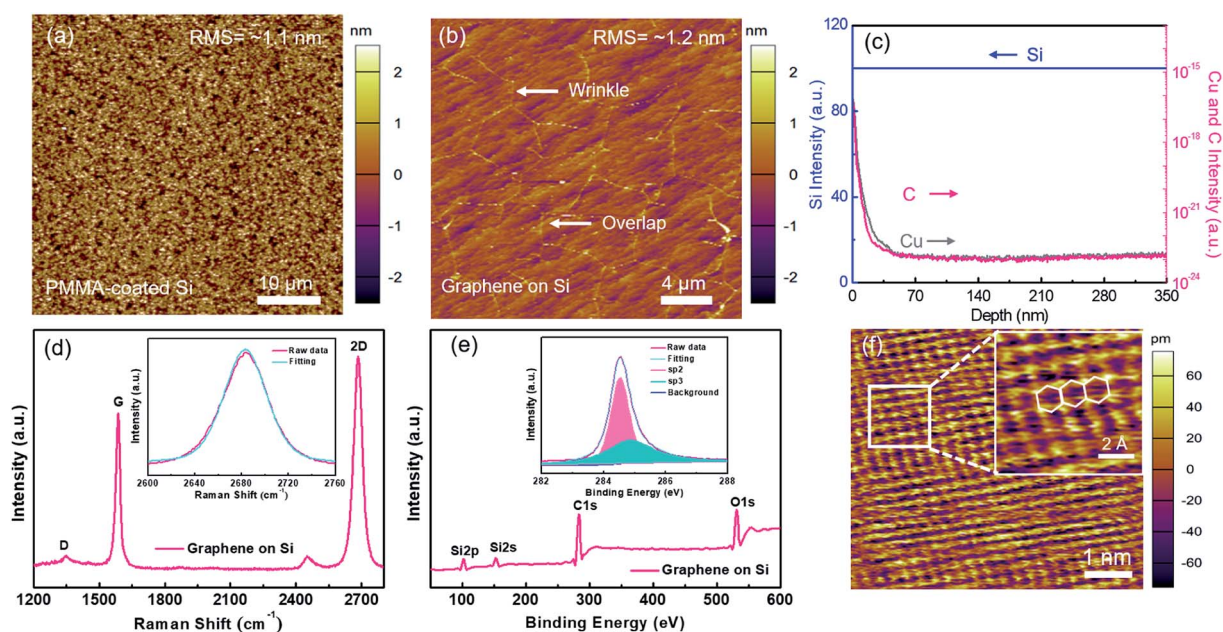 (a)
RMS= ~1.1 nm
PMMA-coated Si
10 µm
nm
2
1
0
-1
-2
(b)
RMS= ~1.2 nm
Wrinkle
Overlap
Graphene on Si
4 µm
nm
2
1
0
-1
-2
(c)
Si
C
Cu
Si Intensity (a.u.)
120
80
40
0
0 70 140 210 280 350
Depth (nm)
Cu and C Intensity (a.u.)
10⁻¹⁵
10⁻¹⁸
10⁻²¹
10⁻²⁴
(d)
D
G
2D
Graphene on Si
Intensity (a.u.)
1200 1600 2000 2400 2800
Raman Shift (cm⁻¹)
Raw data
Fitting
Intensity (a.u.)
2600 2640 2680 2720 2760
Raman Shift (cm⁻¹)
(e)
Si2p
Si2s
C1s
O1s
Graphene on Si
Intensity (a.u.)
100 200 300 400 500 600
Binding Energy (eV)
Raw data
Fitting
sp2
sp3
Background
Intensity (a.u.)
282 284 286 288
Binding Energy (eV)
(f)
2 A
1 nm
pm
60
40
20
0
-20
-40
-60